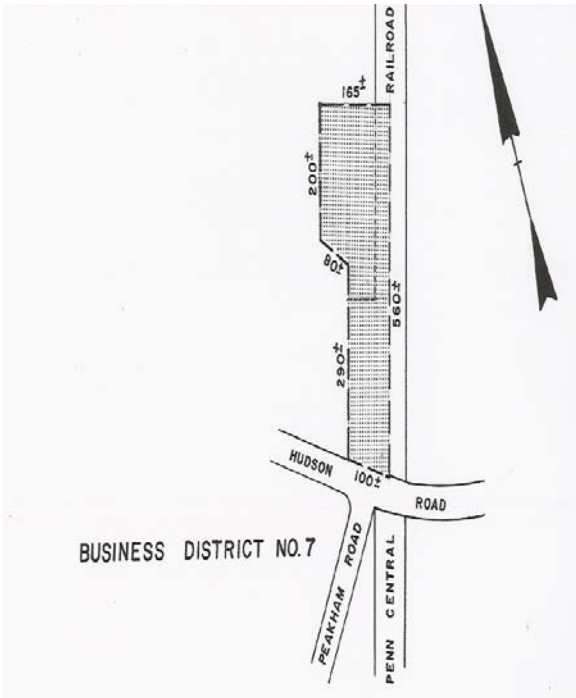 RAILROAD
165±
200±
80±
560±
290±
HUDSON
100±
ROAD
BUSINESS DISTRICT NO. 7
PEAKHAM ROAD
PENN CENTRAL